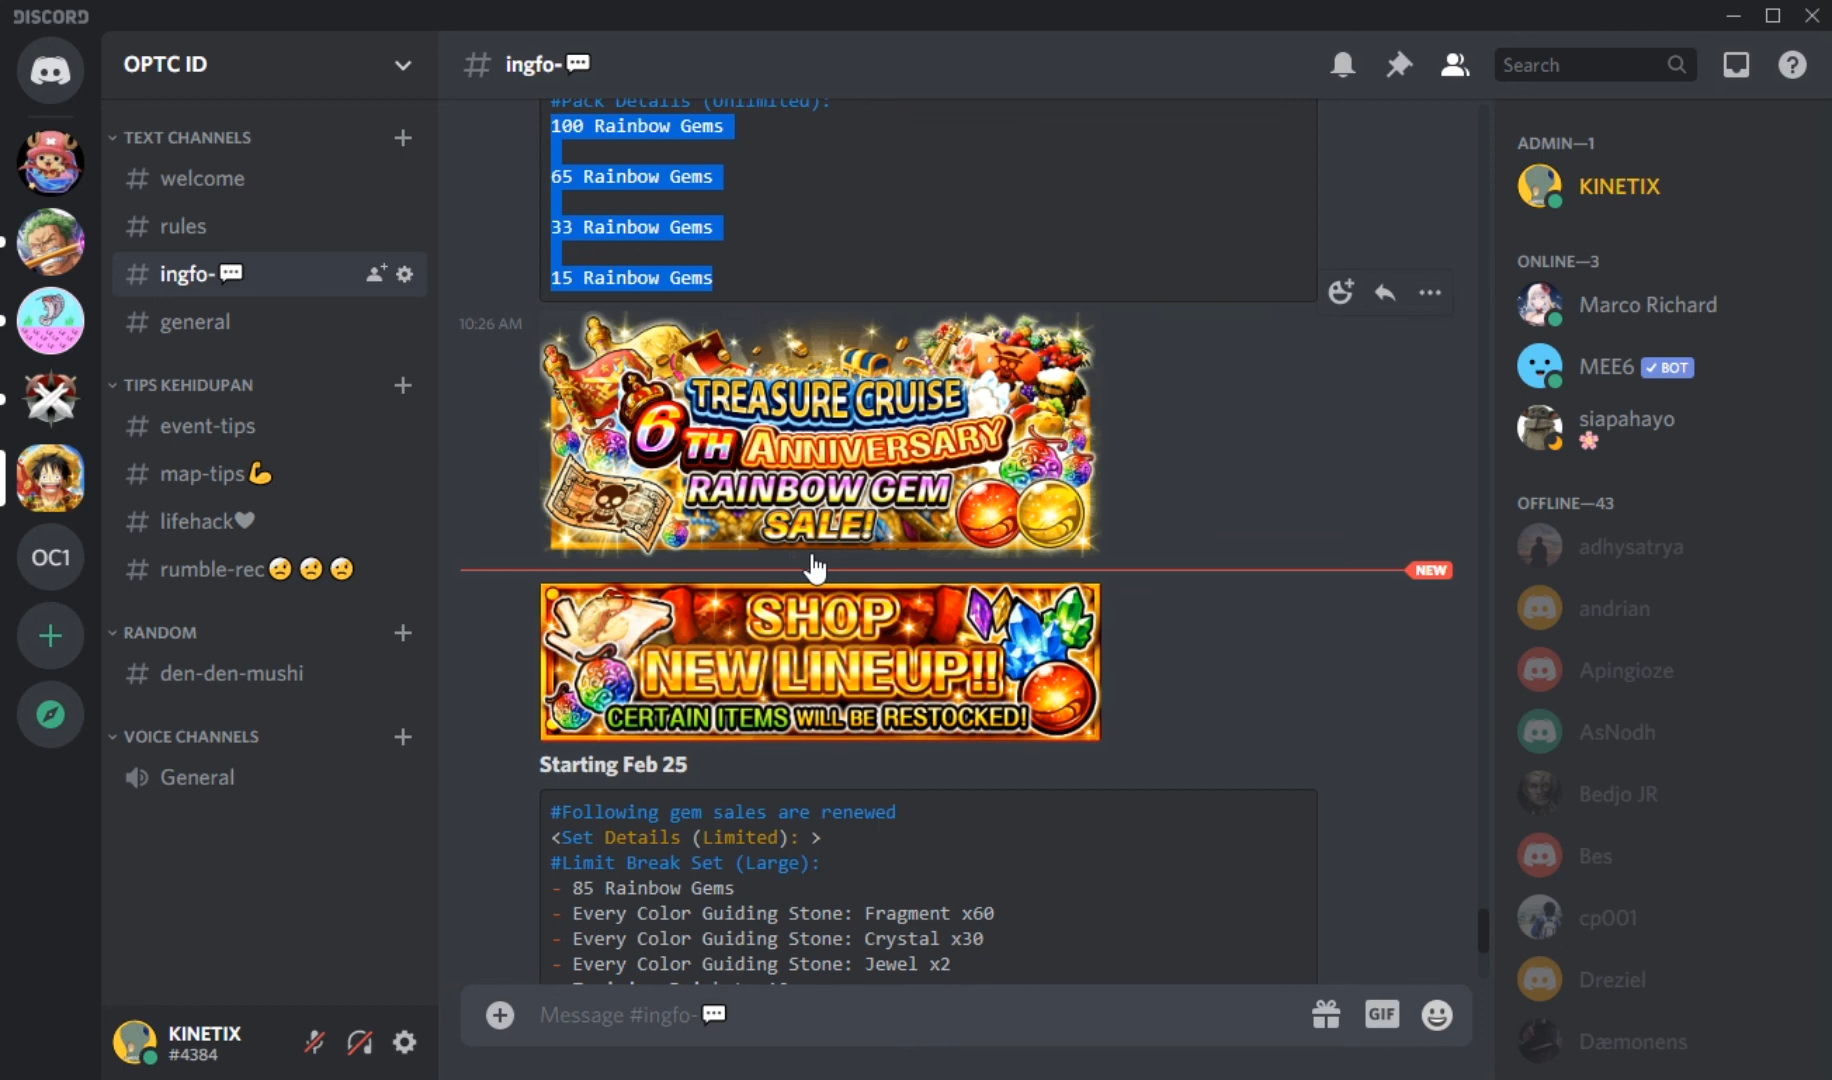 DISCORD
OPTC ID
TEXT CHANNELS
# welcome
# rules
# ingfo-💬
# general
TIPS KEHIDUPAN
# event-tips
# map-tips💪
# lifehack🖤
# rumble-rec🤕 🤕 🤕
RANDOM
# den-den-mushi
VOICE CHANNELS
General
OC1
KINETIX
#4384
# ingfo-💬
Search
#Pack Details (Unlimited):
100 Rainbow Gems
65 Rainbow Gems
33 Rainbow Gems
15 Rainbow Gems
10:26 AM
TREASURE CRUISE
6TH ANNIVERSARY
RAINBOW GEM
SALE!
NEW
SHOP
NEW LINEUP!!
CERTAIN ITEMS WILL BE RESTOCKED!
Starting Feb 25
#Following gem sales are renewed
<Set Details (Limited): >
#Limit Break Set (Large):
- 85 Rainbow Gems
- Every Color Guiding Stone: Fragment x60
- Every Color Guiding Stone: Crystal x30
- Every Color Guiding Stone: Jewel x2
Message #ingfo-💬
GIF
ADMIN—1
KINETIX
ONLINE—3
Marco Richard
MEE6 ✓ BOT
siapahayo
🌸
OFFLINE—43
adhysatrya
andrian
Apingioze
AsNodh
Bedjo JR
Bes
cp001
Dreziel
Dæmonens